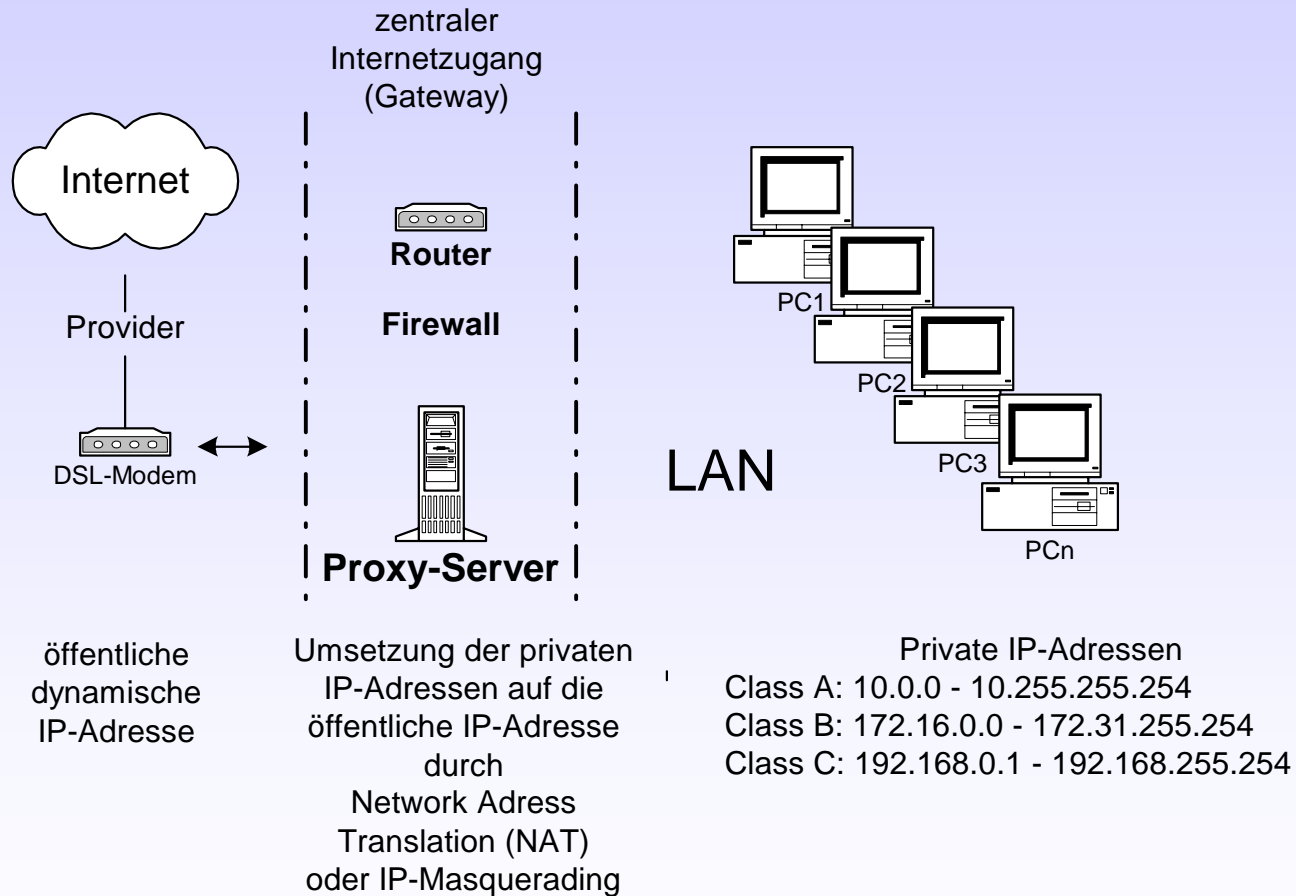 zentraler
Internetzugang
(Gateway)
Internet
Provider
DSL-Modem
Router
Firewall
Proxy-Server
LAN
PC1
PC2
PC3
PCn
öffentliche
dynamische
IP-Adresse
Umsetzung der privaten
IP-Adressen auf die
öffentliche IP-Adresse
durch
Network Adress
Translation (NAT)
oder IP-Masquerading
Private IP-Adressen
Class A: 10.0.0 - 10.255.255.254
Class B: 172.16.0.0 - 172.31.255.254
Class C: 192.168.0.1 - 192.168.255.254